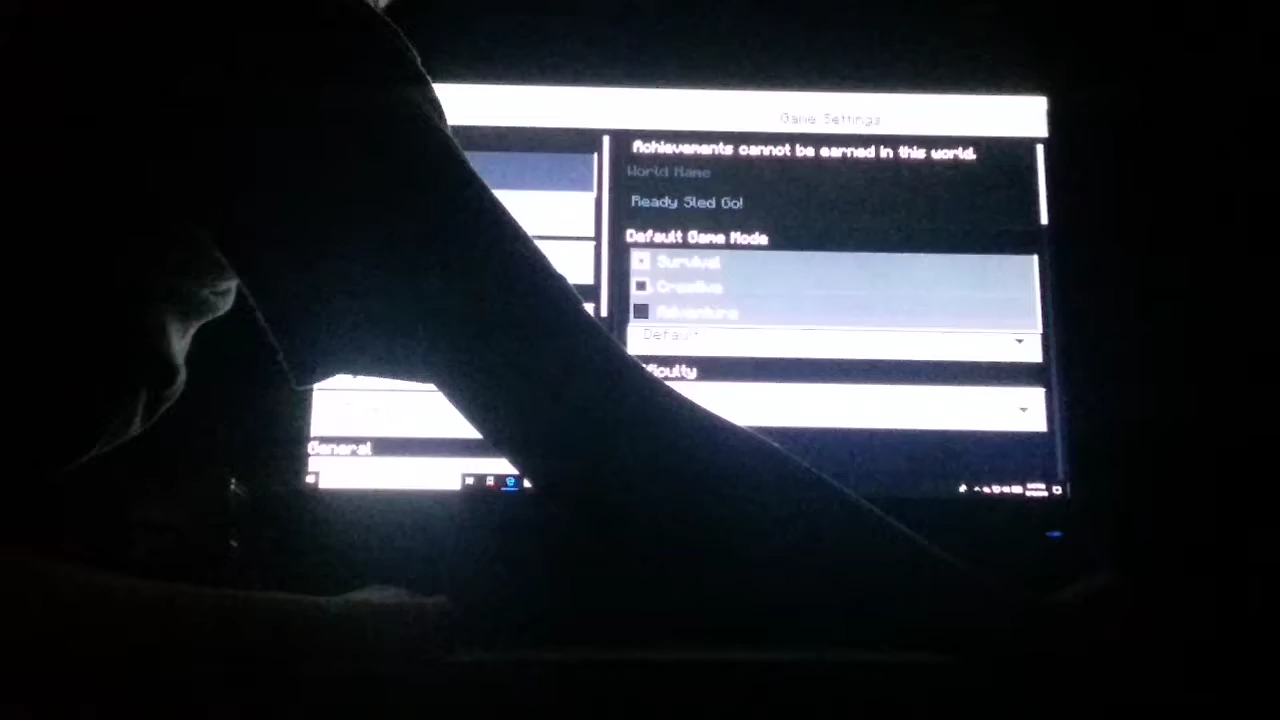 Game Settings
Achievements cannot be earned in this world.
World Name
Ready Sled Go!
Default Game Mode
Survival
Creative
Adventure
Default
fficulty
General